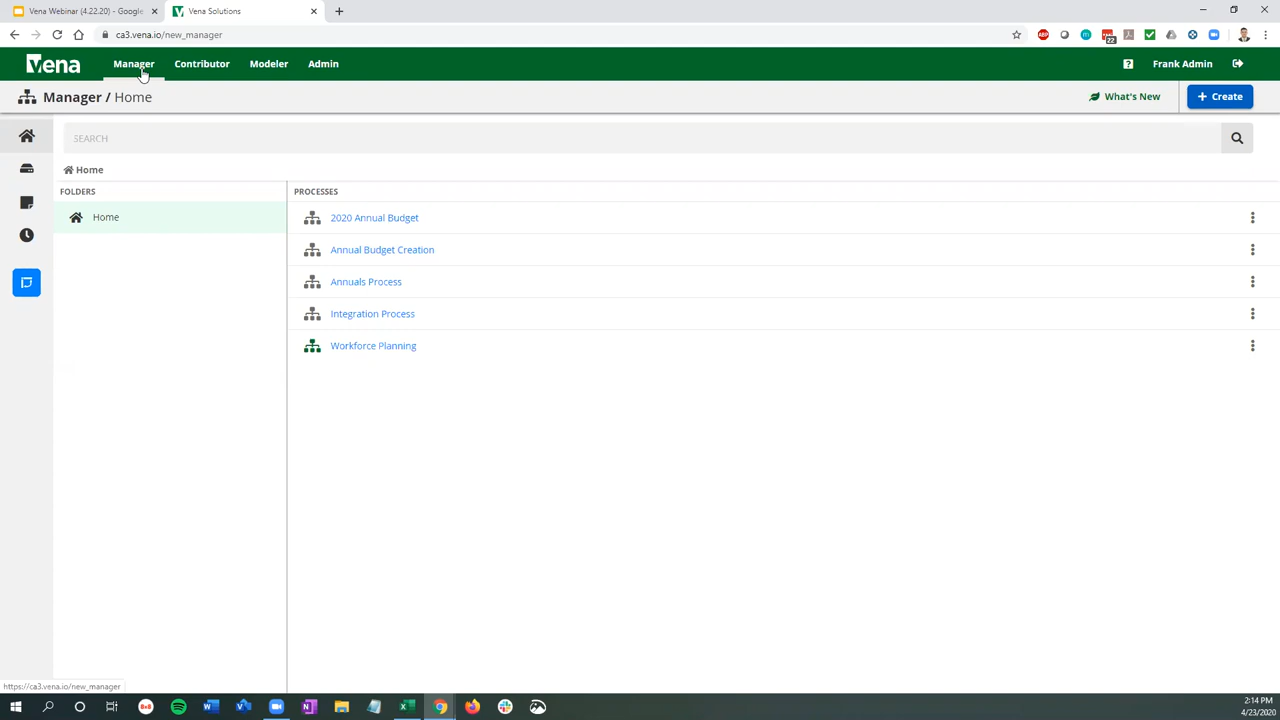 Vena Webinar (4.22.20) - Google
Vena Solutions
ca3.vena.io/new_manager
22
Vena
Manager
Contributor
Modeler
Admin
Frank Admin
Manager / Home
What's New
+ Create
SEARCH
Home
FOLDERS
PROCESSES
Home
2020 Annual Budget
Annual Budget Creation
Annuals Process
Integration Process
Workforce Planning
https://ca3.vena.io/new_manager
2:14 PM
4/23/2020